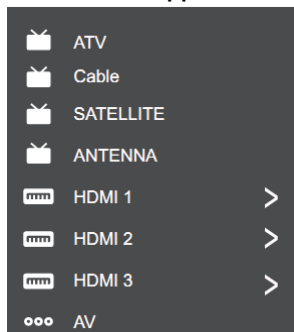 ATV
Cable
SATELLITE
ANTENNA
HDMI 1
HDMI 2
HDMI 3
AV